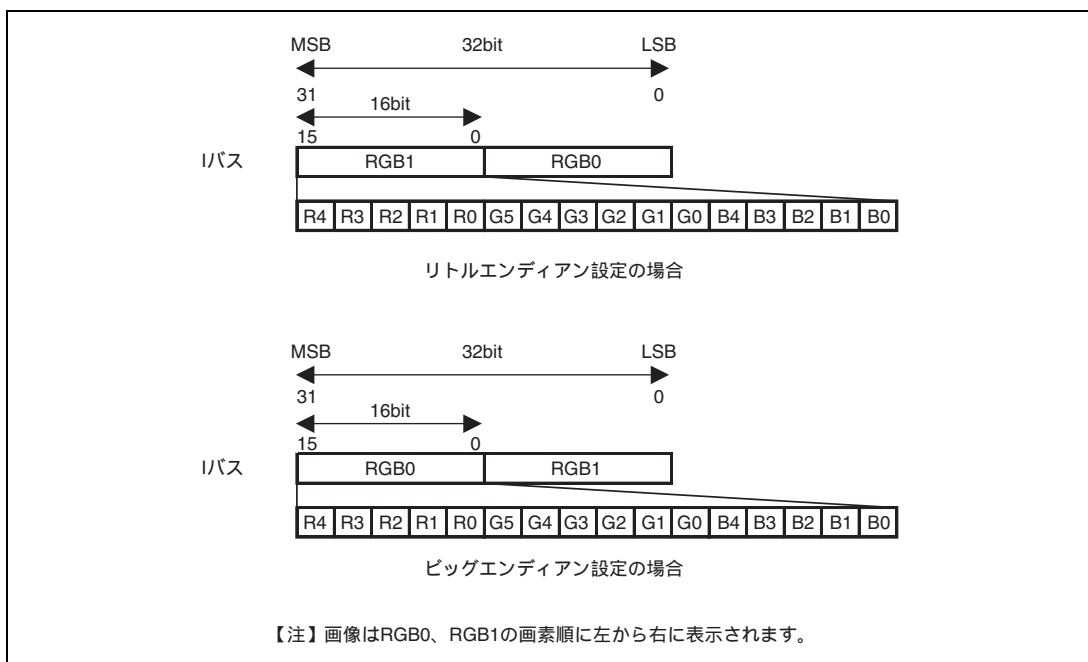 MSB 32bit LSB
31 0
16bit
15 0
Iバス RGB1 RGB0
R4 R3 R2 R1 R0 G5 G4 G3 G2 G1 G0 B4 B3 B2 B1 B0
リトルエンディアン設定の場合
MSB 32bit LSB
31 0
16bit
15 0
Iバス RGB0 RGB1
R4 R3 R2 R1 R0 G5 G4 G3 G2 G1 G0 B4 B3 B2 B1 B0
ビッグエンディアン設定の場合
【注】画像はRGB0、RGB1の画素順に左から右に表示されます。